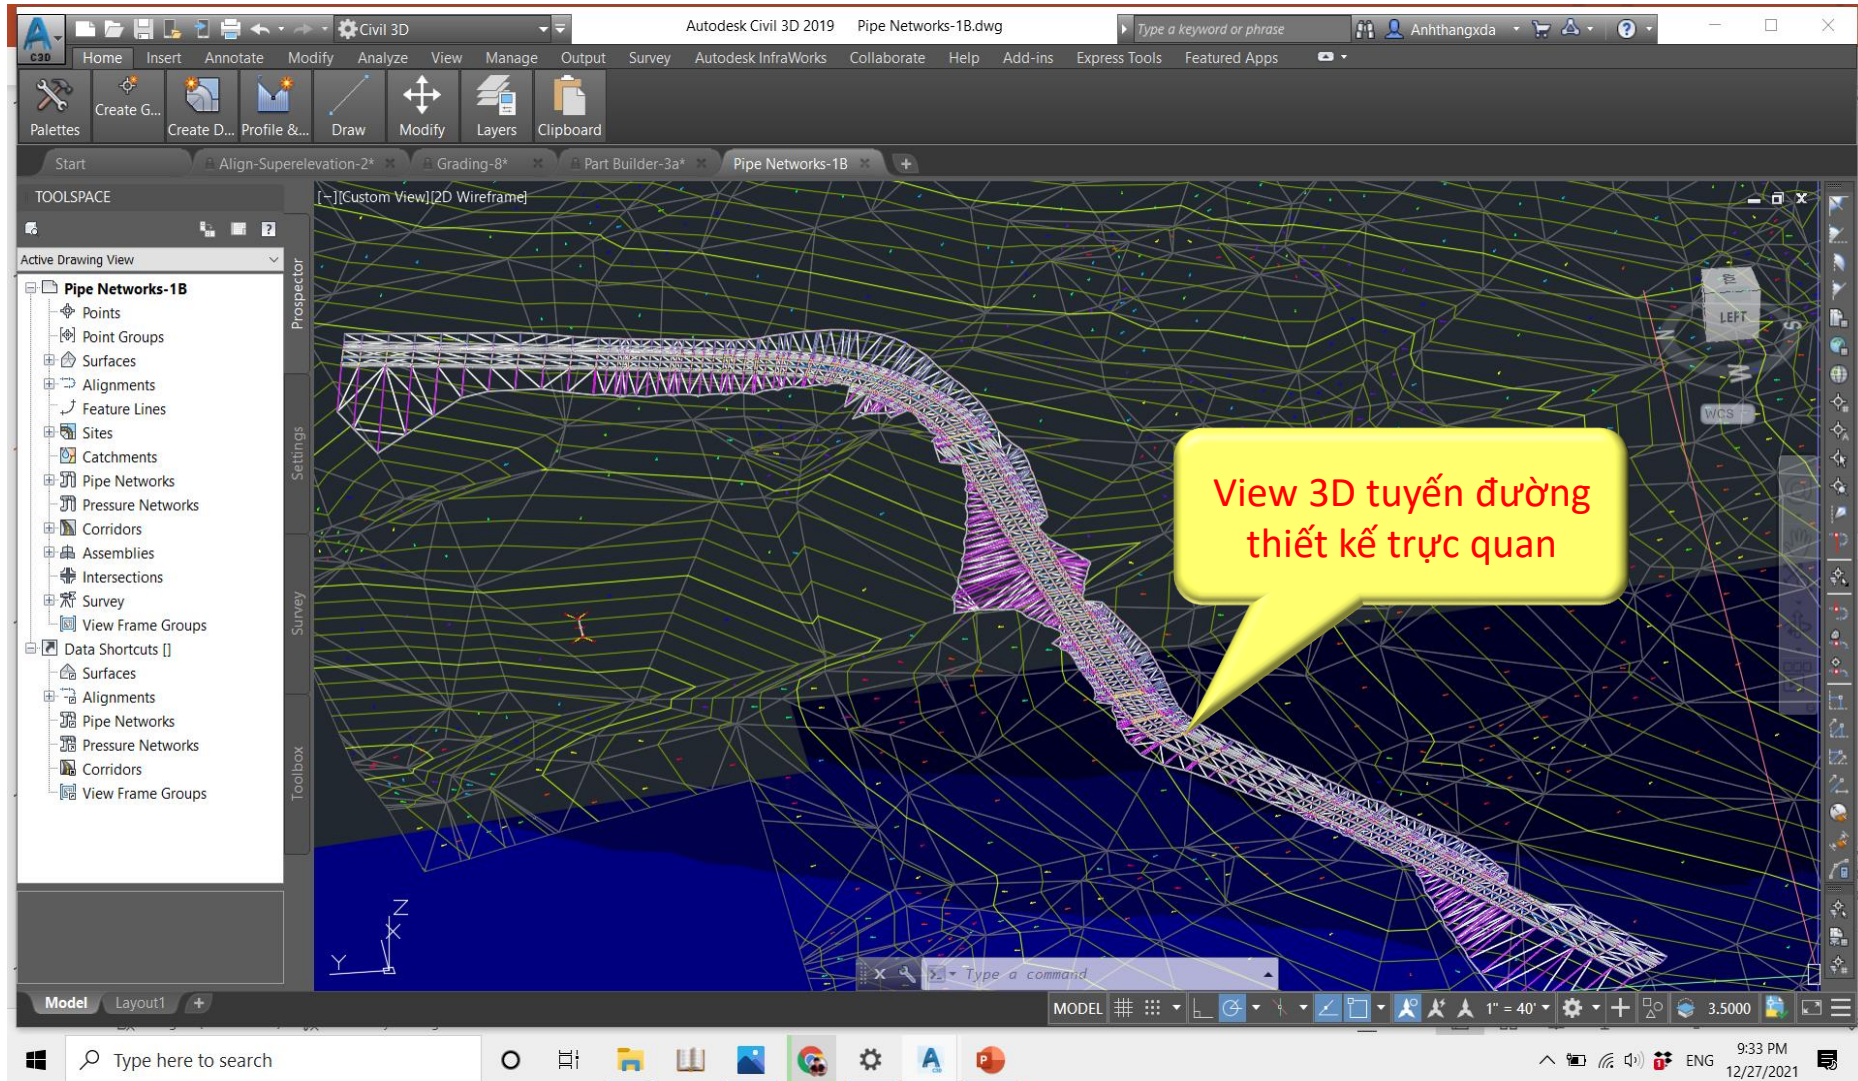 Civil 3D
Autodesk Civil 3D 2019 Pipe Networks-1B.dwg
Type a keyword or phrase
Anhthangxda
C3D
Home Insert Annotate Modify Analyze View Manage Output Survey Autodesk InfraWorks Collaborate Help Add-ins Express Tools Featured Apps
Create G...
Palettes Create D... Profile &... Draw Modify Layers Clipboard
Start Align-Superelevation-2* Grading-8* Part Builder-3a* Pipe Networks-1B
TOOLSPACE
[−][Custom View][2D Wireframe]
Active Drawing View
Prospector
Settings
Survey
Toolbox
Pipe Networks-1B
Points
Point Groups
Surfaces
Alignments
Feature Lines
Sites
Catchments
Pipe Networks
Pressure Networks
Corridors
Assemblies
Intersections
Survey
View Frame Groups
Data Shortcuts []
Surfaces
Alignments
Pipe Networks
Pressure Networks
Corridors
View Frame Groups
LEFT
N
S
W
WCS
View 3D tuyến đường
thiết kế trực quan
Z
X
Y
Type a command
Model Layout1
MODEL
1" = 40'
3.5000
Type here to search
ENG
9:33 PM
12/27/2021